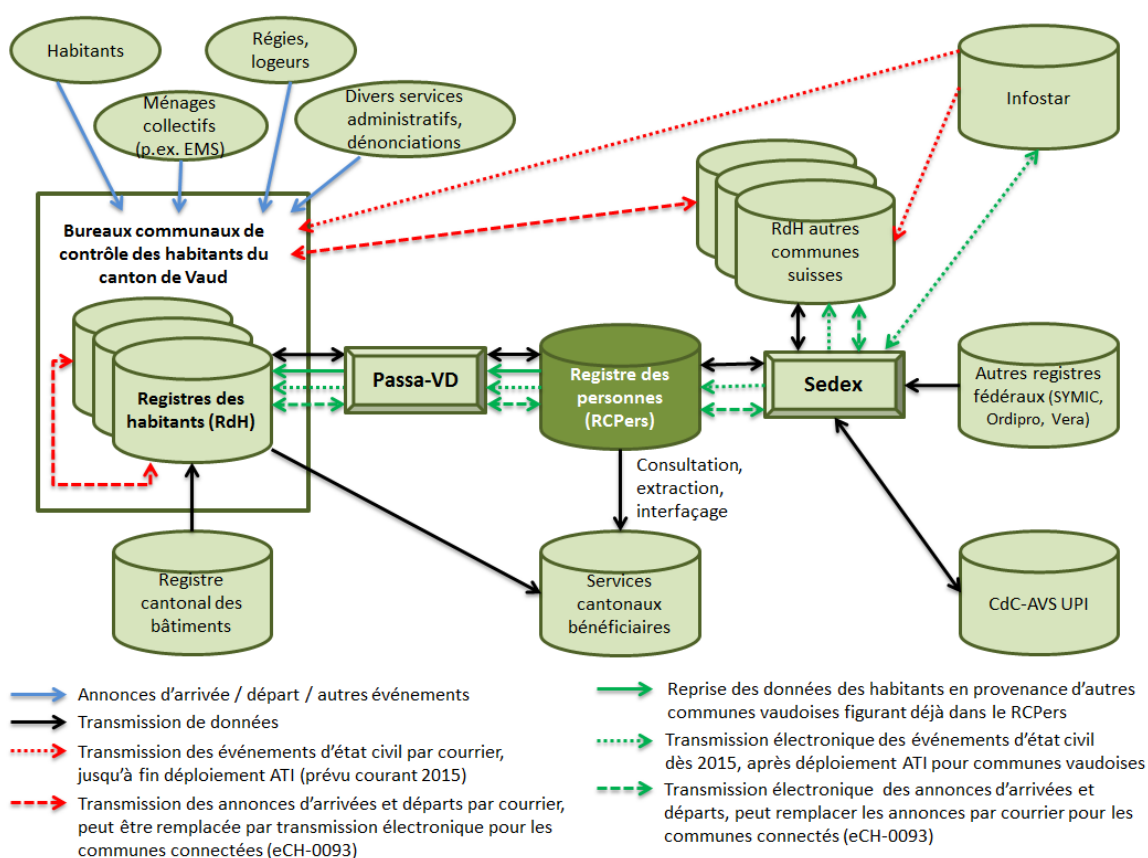 Habitants
Régies,
logeurs
Ménages
collectifs
(p.ex. EMS)
Divers services
administratifs,
dénonciations
Infostar
Bureaux communaux de
contrôle des habitants du
canton de Vaud
RdH autres
communes
suisses
Registres des
habitants (RdH)
Passa-VD
Registre des
personnes
(RCPers)
Sedex
Autres registres
fédéraux (SYMIC,
Ordipro, Vera)
Consultation,
extraction,
interfaçage
Registre
cantonal des
bâtiments
Services
cantonaux
bénéficiaires
CdC-AVS UPI
Annonces d'arrivée / départ / autres événements
Transmission de données
Transmission des événements d'état civil par courrier,
jusqu'à fin déploiement ATI (prévu courant 2015)
Transmission des annonces d'arrivées et départs par courrier,
peut être remplacée par transmission électronique pour les
communes connectées (eCH-0093)
Reprise des données des habitants en provenance d'autres
communes vaudoises figurant déjà dans le RCPers
Transmission électronique des événements d'état civil
dès 2015, après déploiement ATI pour communes vaudoises
Transmission électronique des annonces d'arrivées et
départs, peut remplacer les annonces par courrier pour les
communes connectés (eCH-0093)